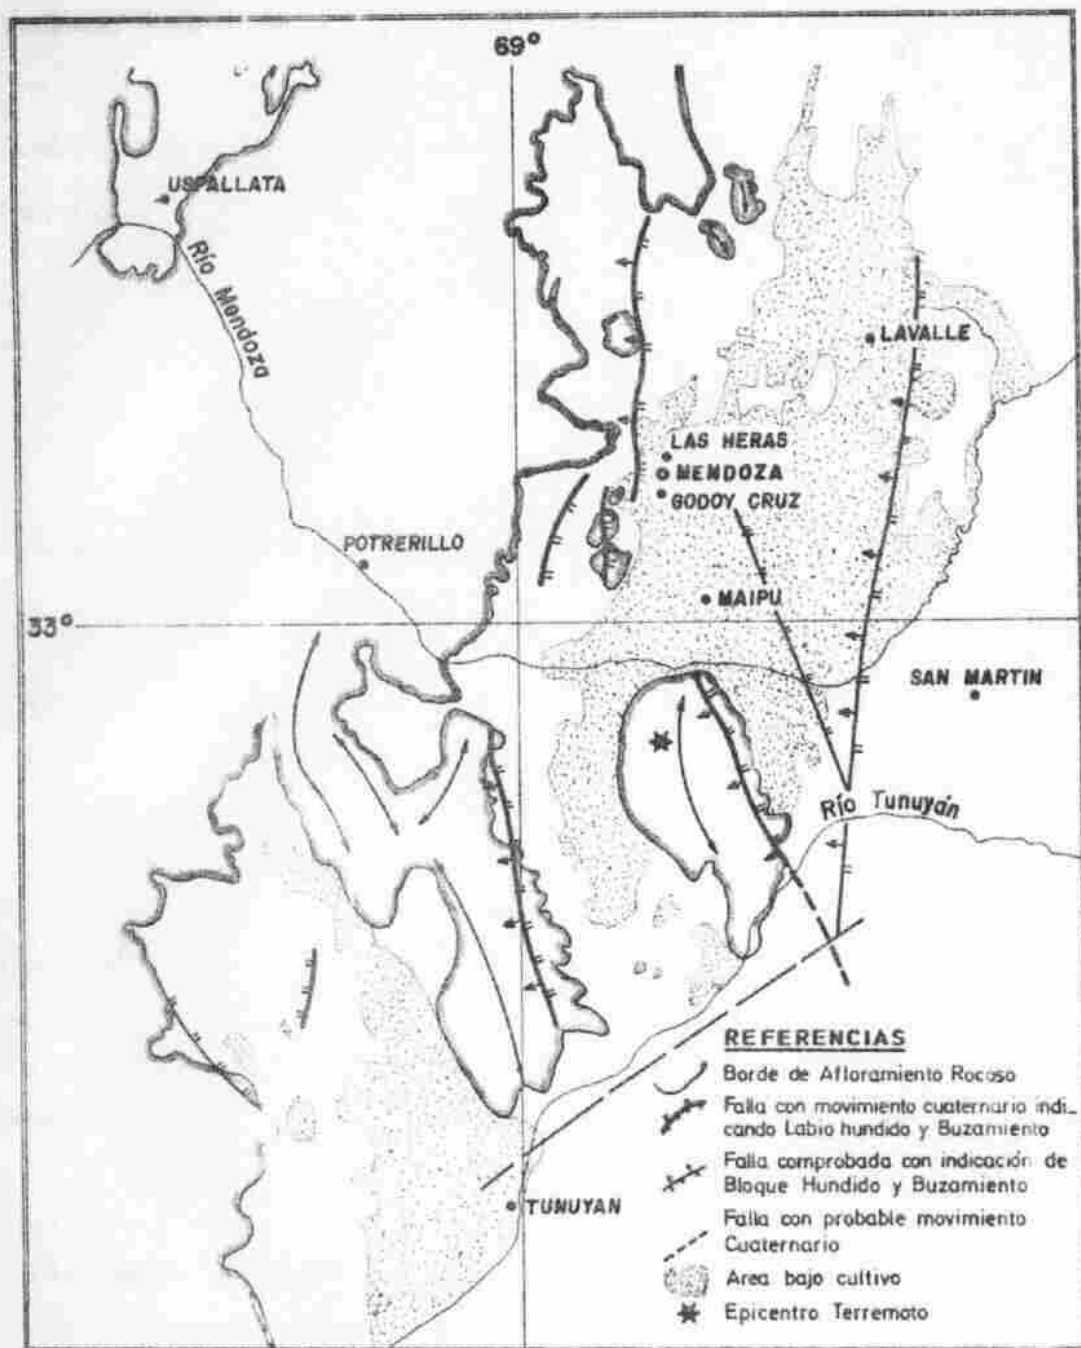 69°
USPALLATA
Río Mendoza
LAVALLE
LAS HERAS
MENDOZA
GODOY CRUZ
POTRERILLO
MAIPU
33°
SAN MARTIN
Río Tunuyán
TUNUYAN
REFERENCIAS
Borde de Afloramiento Rocoso
Falla con movimiento cuaternario indi_
cando Labio hundido y Buzamiento
Falla comprobada con indicación de
Bloque Hundido y Buzamiento
Falla con probable movimiento
Cuaternario
Area bajo cultivo
Epicentro Terremoto